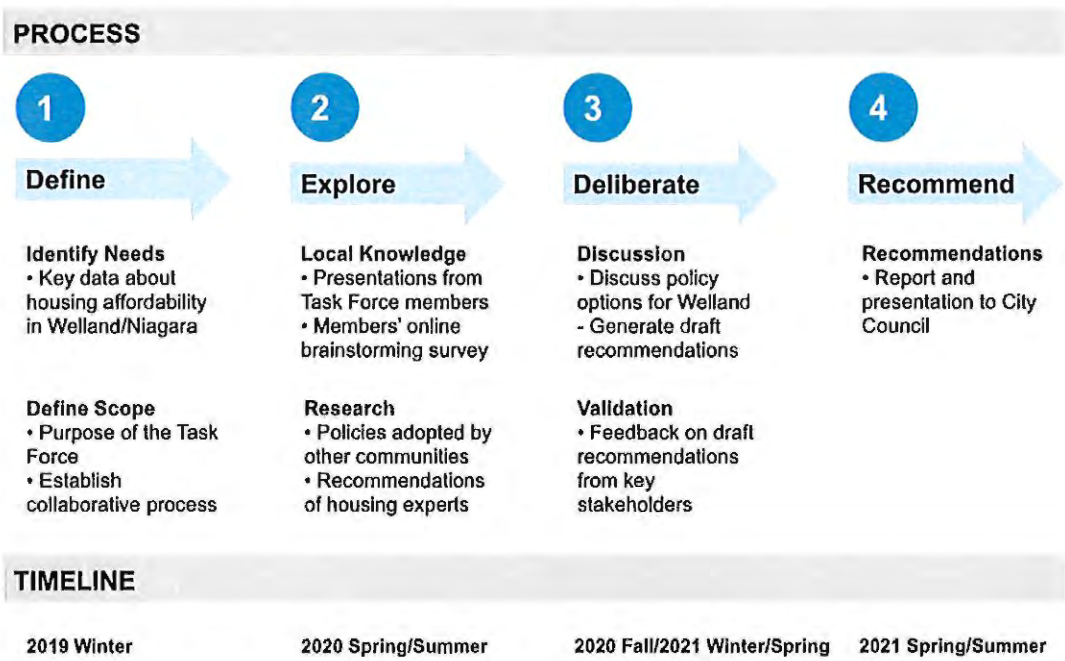 PROCESS
1
2
3
4
Define
Explore
Deliberate
Recommend
Identify Needs
• Key data about
housing affordability
in Welland/Niagara
Define Scope
• Purpose of the Task
Force
• Establish
collaborative process
Local Knowledge
• Presentations from
Task Force members
• Members' online
brainstorming survey
Research
• Policies adopted by
other communities
• Recommendations
of housing experts
Discussion
• Discuss policy
options for Welland
- Generate draft
recommendations
Validation
• Feedback on draft
recommendations
from key
stakeholders
Recommendations
• Report and
presentation to City
Council
TIMELINE
2019 Winter
2020 Spring/Summer
2020 Fall/2021 Winter/Spring
2021 Spring/Summer